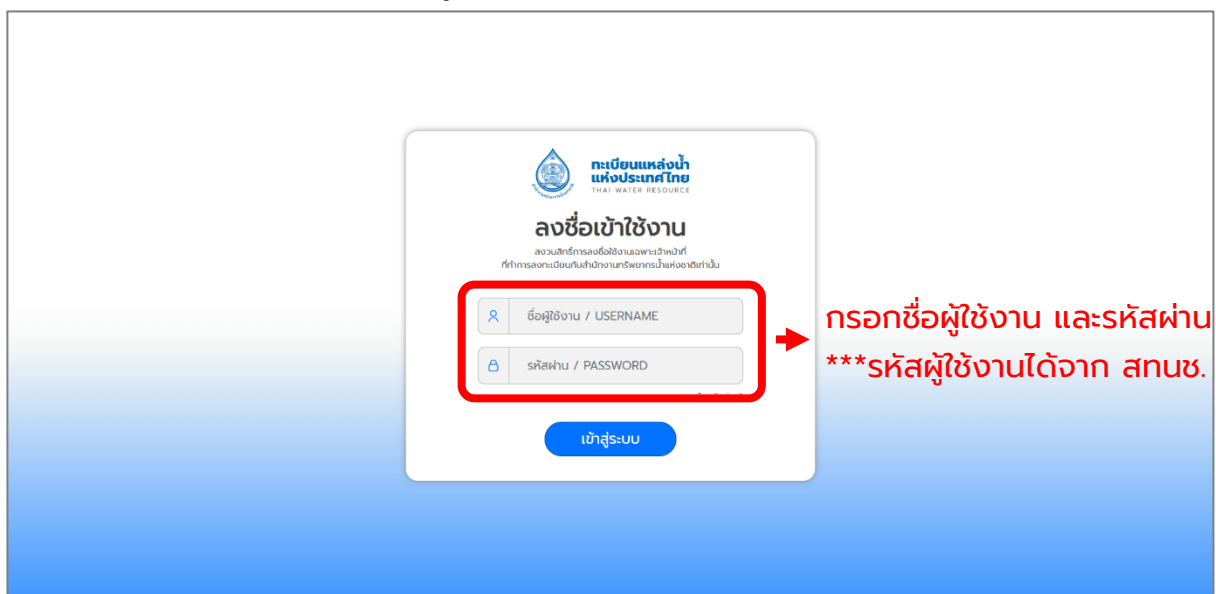 ทะเบียนแหล่งน้ำ
แห่งประเทศไทย
THAI WATER RESOURCE
ลงชื่อเข้าใช้งาน
สงวนสิทธิ์การลงชื่อใช้งานเฉพาะเจ้าหน้าที่
ที่ทำการลงทะเบียนกับสำนักงานทรัพยากรน้ำแห่งชาติเท่านั้น
ชื่อผู้ใช้งาน / USERNAME
รหัสผ่าน / PASSWORD
เข้าสู่ระบบ
กรอกชื่อผู้ใช้งาน และรหัสผ่าน
***รหัสผู้ใช้งานได้จาก สทนช.